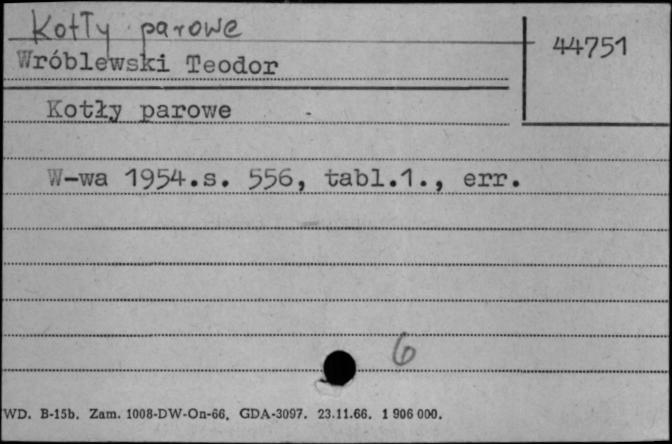 Kotły parowe
44751
Wróblewski Teodor
Kotły parowe
W-wa 1954.s. 556, tabl.1., err.
6
WD. B-15b. Zam. 1008-DW-On-66. GDA-3097. 23.11.66. 1 906 000.